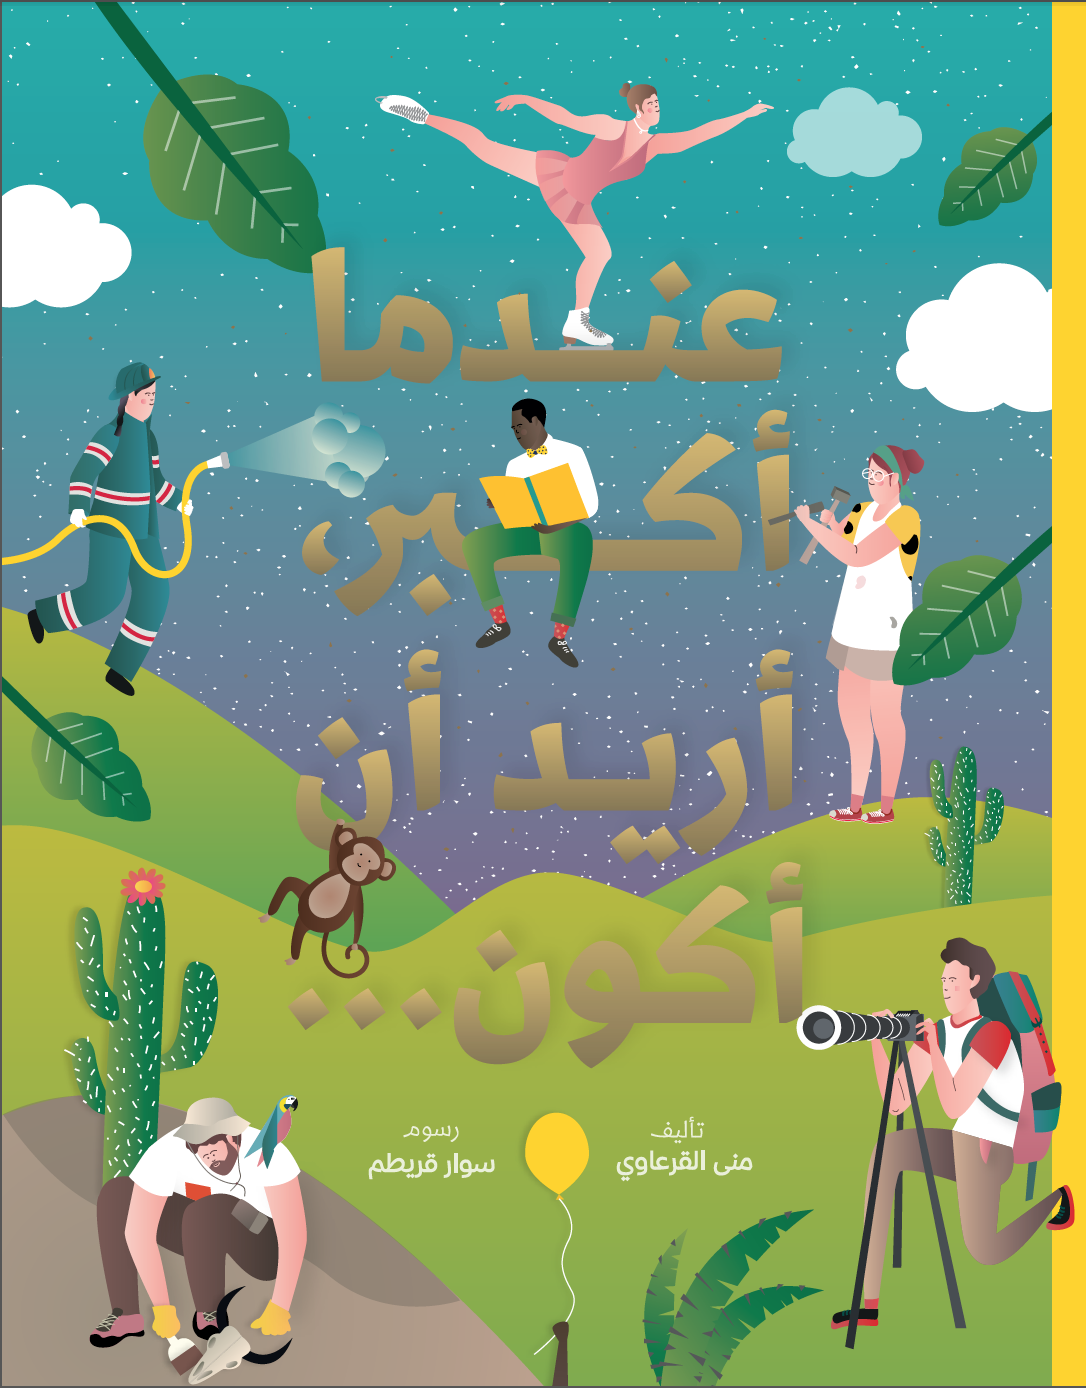 عندما
أكبر،
أريد أن
أكون...
تأليف
منى القرعاوي
رسوم
سوار قريطم